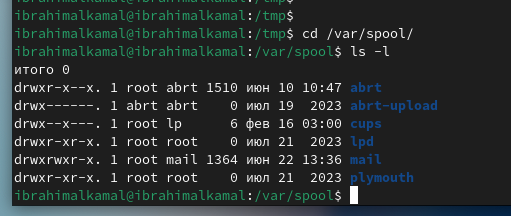 ibrahimalkamal@ibrahimalkamal:/tmp$
ibrahimalkamal@ibrahimalkamal:/tmp$
ibrahimalkamal@ibrahimalkamal:/tmp$ cd /var/spool/
ibrahimalkamal@ibrahimalkamal:/var/spool$ ls -l
итого 0
drwxr-x--x. 1 root abrt 1510 июн 10 10:47 abrt
drwx------. 1 abrt abrt    0 июл 19  2023 abrt-upload
drwx--x---. 1 root lp      6 фев 16 03:00 cups
drwxr-xr-x. 1 root root    0 июл 21  2023 lpd
drwxrwxr-x. 1 root mail 1364 июн 22 13:36 mail
drwxr-xr-x. 1 root root    0 июл 21  2023 plymouth
ibrahimalkamal@ibrahimalkamal:/var/spool$